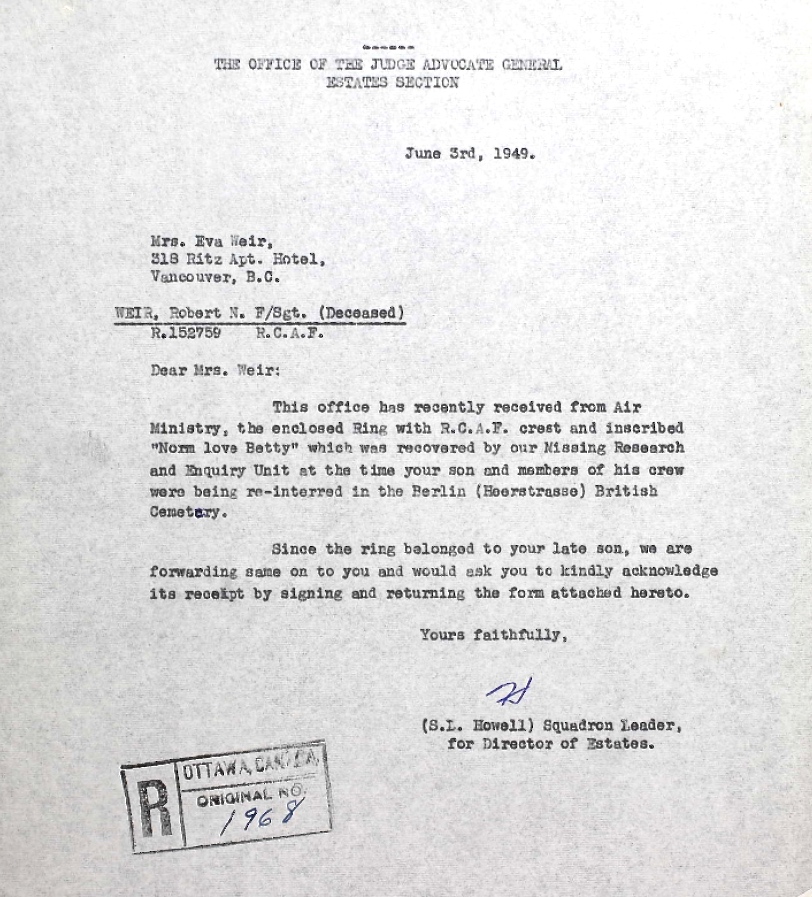 THE OFFICE OF THE JUDGE ADVOCATE GENERAL
ESTATES SECTION
June 3rd, 1949.
Mrs. Eva Weir,
318 Ritz Apt. Hotel,
Vancouver, B.C.
WEIR, Robert N. F/Sgt. (Deceased)
R.152759 R.C.A.F.
Dear Mrs. Weir:
This office has recently received from Air
Ministry, the enclosed Ring with R.C.A.F. crest and inscribed
"Norm love Betty" which was recovered by our Missing Research
and Enquiry Unit at the time your son and members of his crew
were being re-interred in the Berlin (Heerstrasse) British
Cemetery.
Since the ring belonged to your late son, we are
forwarding same on to you and would ask you to kindly acknowledge
its receipt by signing and returning the form attached hereto.
Yours faithfully,
(S.L. Howell) Squadron Leader,
for Director of Estates.
R
OTTAWA, CANADA,
ORIGINAL NO.
1968